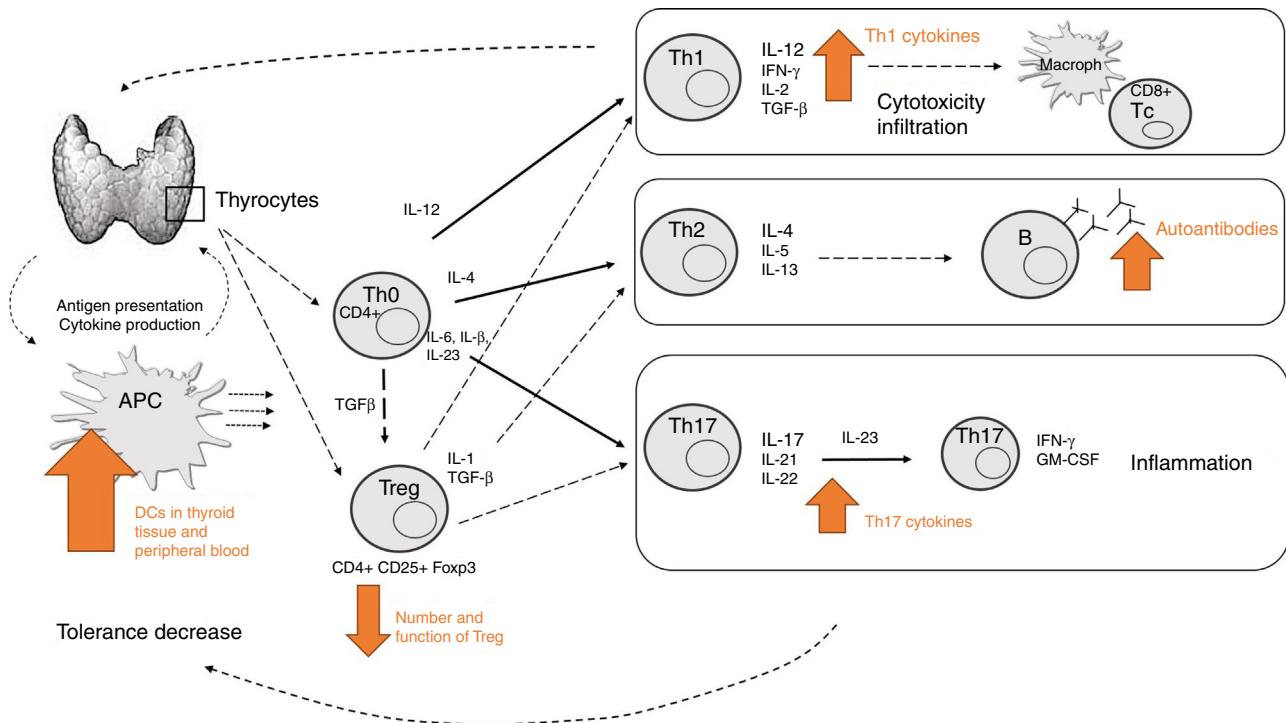 Thyrocytes
Antigen presentation
Cytokine production
APC
DCs in thyroid
tissue and
peripheral blood
Tolerance decrease
IL-12
IL-4
Th0
CD4+
IL-6, IL-β,
IL-23
TGFβ
IL-1
TGF-β
Treg
CD4+ CD25+ Foxp3
Number and
function of Treg
Th1
IL-12
IFN-γ
IL-2
TGF-β
Th1 cytokines
Cytotoxicity
infiltration
Macroph
CD8+
Tc
Th2
IL-4
IL-5
IL-13
B
Autoantibodies
Th17
IL-17
IL-21
IL-22
IL-23
Th17 cytokines
Th17
IFN-γ
GM-CSF
Inflammation